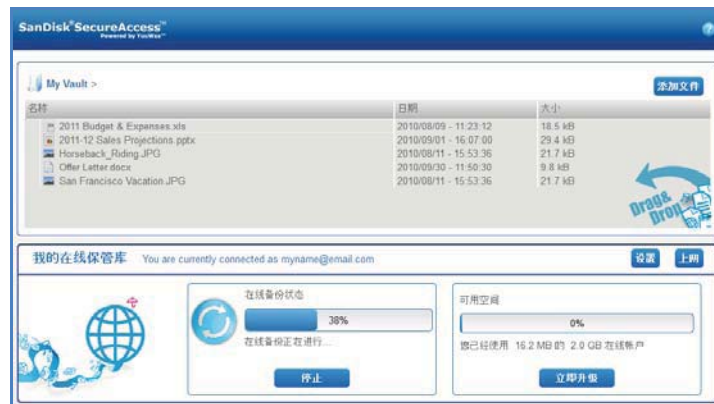 SanDisk® SecureAccess™
Powered by YuuWaa™
My Vault >
添加文件
名称 日期 大小
2011 Budget & Expenses.xls 2010/08/09 - 11:23:12 18.5 kB
2011-12 Sales Projections.pptx 2010/09/01 - 16:07:00 29.4 kB
Horseback_Riding.JPG 2010/08/11 - 15:53:36 21.7 kB
Offer Letter.docx 2010/09/30 - 11:50:30 9.8 kB
San Francisco Vacation.JPG 2010/08/11 - 15:53:36 21.7 kB
Drag & Drop
我的在线保管库 You are currently connected as myname@email.com
设置 上网
在线备份状态
38%
在线备份正在进行...
停止
可用空间
0%
您已经使用 16.2 MB 的 2.0 GB 在线帐户
立即升级